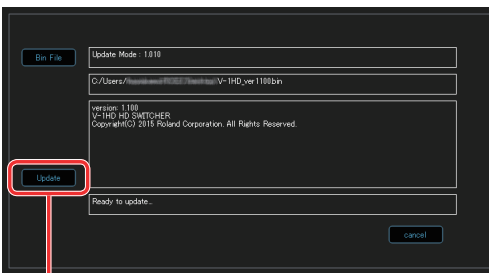 Bin File
Update Mode : 1.010
C:/Users/ V-1HD_ver1100.bin
version: 1.100
V-1HD HD SWITCHER
Copyright(C) 2015 Roland Corporation. All Rights Reserved.
Update
Ready to update...
cancel